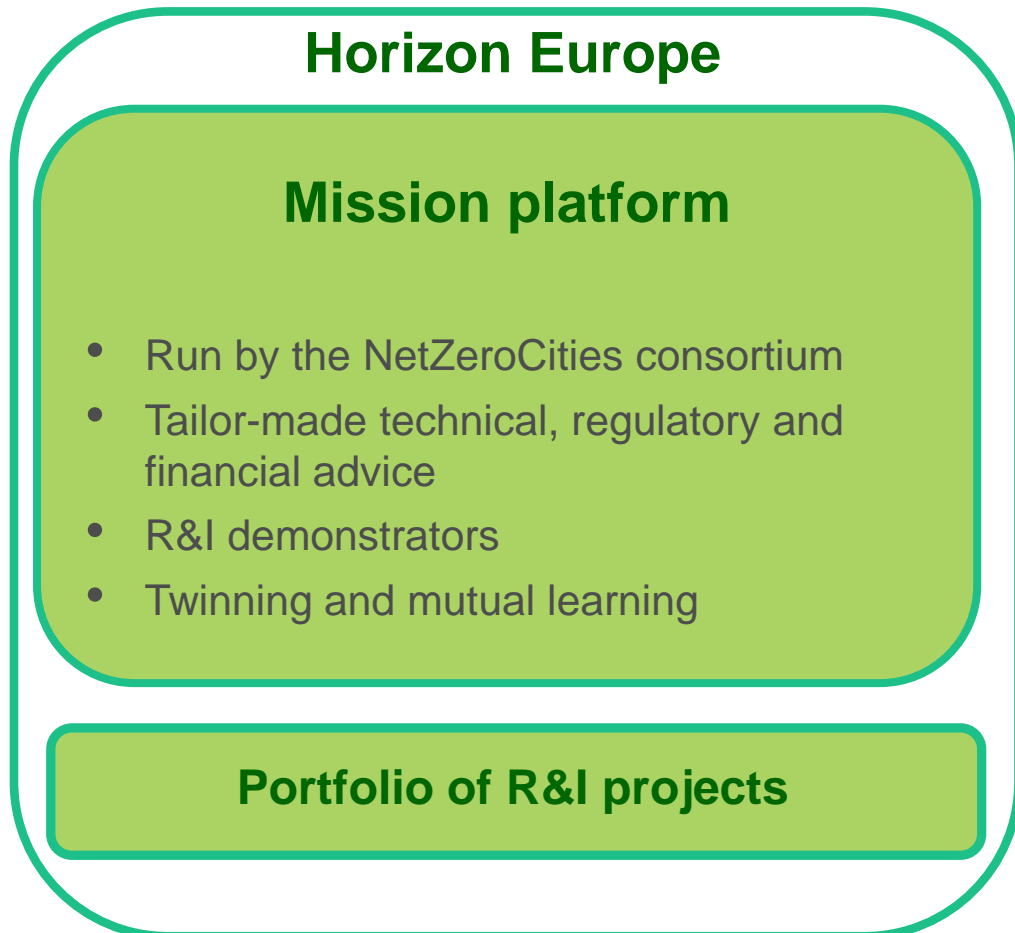 Horizon Europe
Mission platform
• Run by the NetZeroCities consortium
• Tailor-made technical, regulatory and
financial advice
• R&I demonstrators
• Twinning and mutual learning
Portfolio of R&I projects